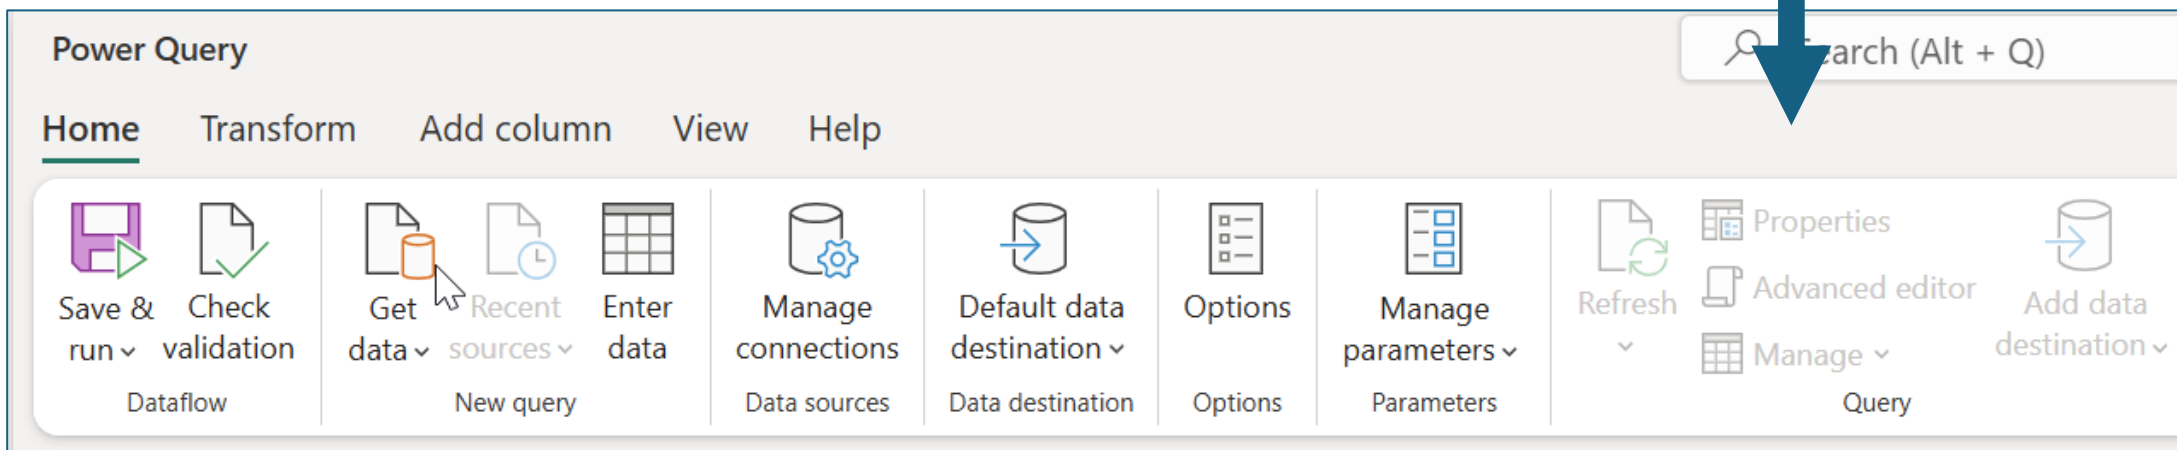 Power Query
(Alt + Q)
Home Transform Add column View Help
Save & run
Check validation
Get data
Recent sources
Enter data
Manage connections
Default data destination
Options
Manage parameters
Refresh
Properties
Advanced editor
Manage
Add data destination
Dataflow
New query
Data sources
Data destination
Options
Parameters
Query